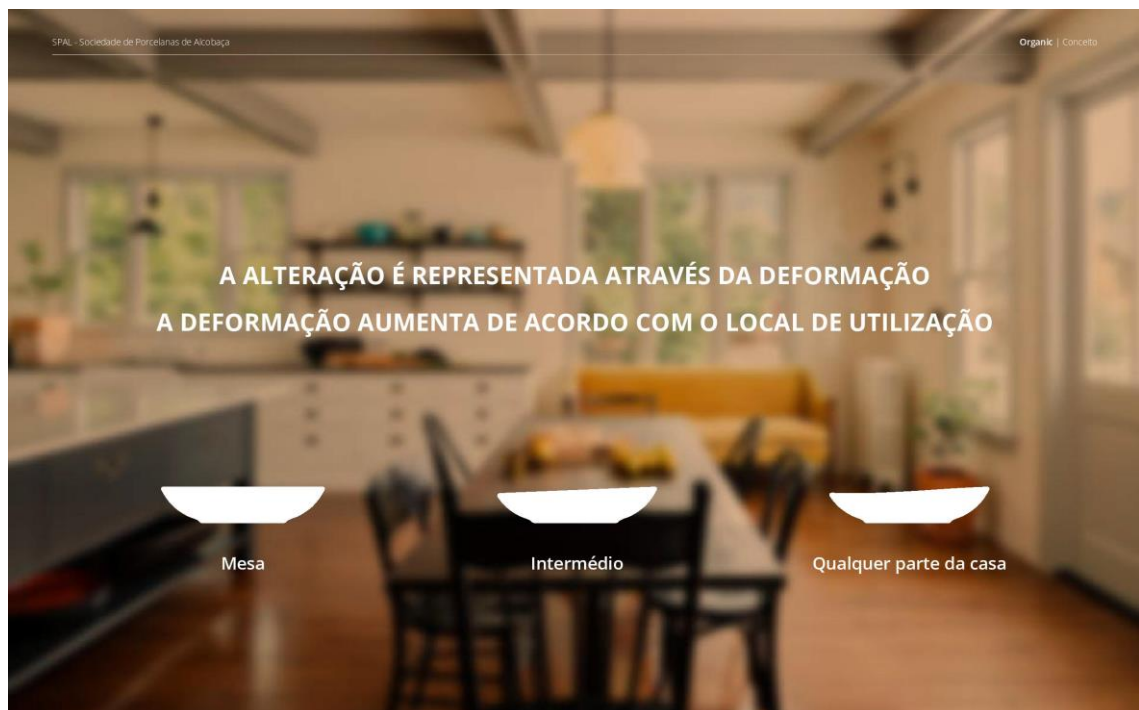 SPAL - Sociedade de Porcelanas de Alcobaça
Organic | Conceito
A ALTERAÇÃO É REPRESENTADA ATRAVÉS DA DEFORMAÇÃO
A DEFORMAÇÃO AUMENTA DE ACORDO COM O LOCAL DE UTILIZAÇÃO
Mesa
Intermédio
Qualquer parte da casa